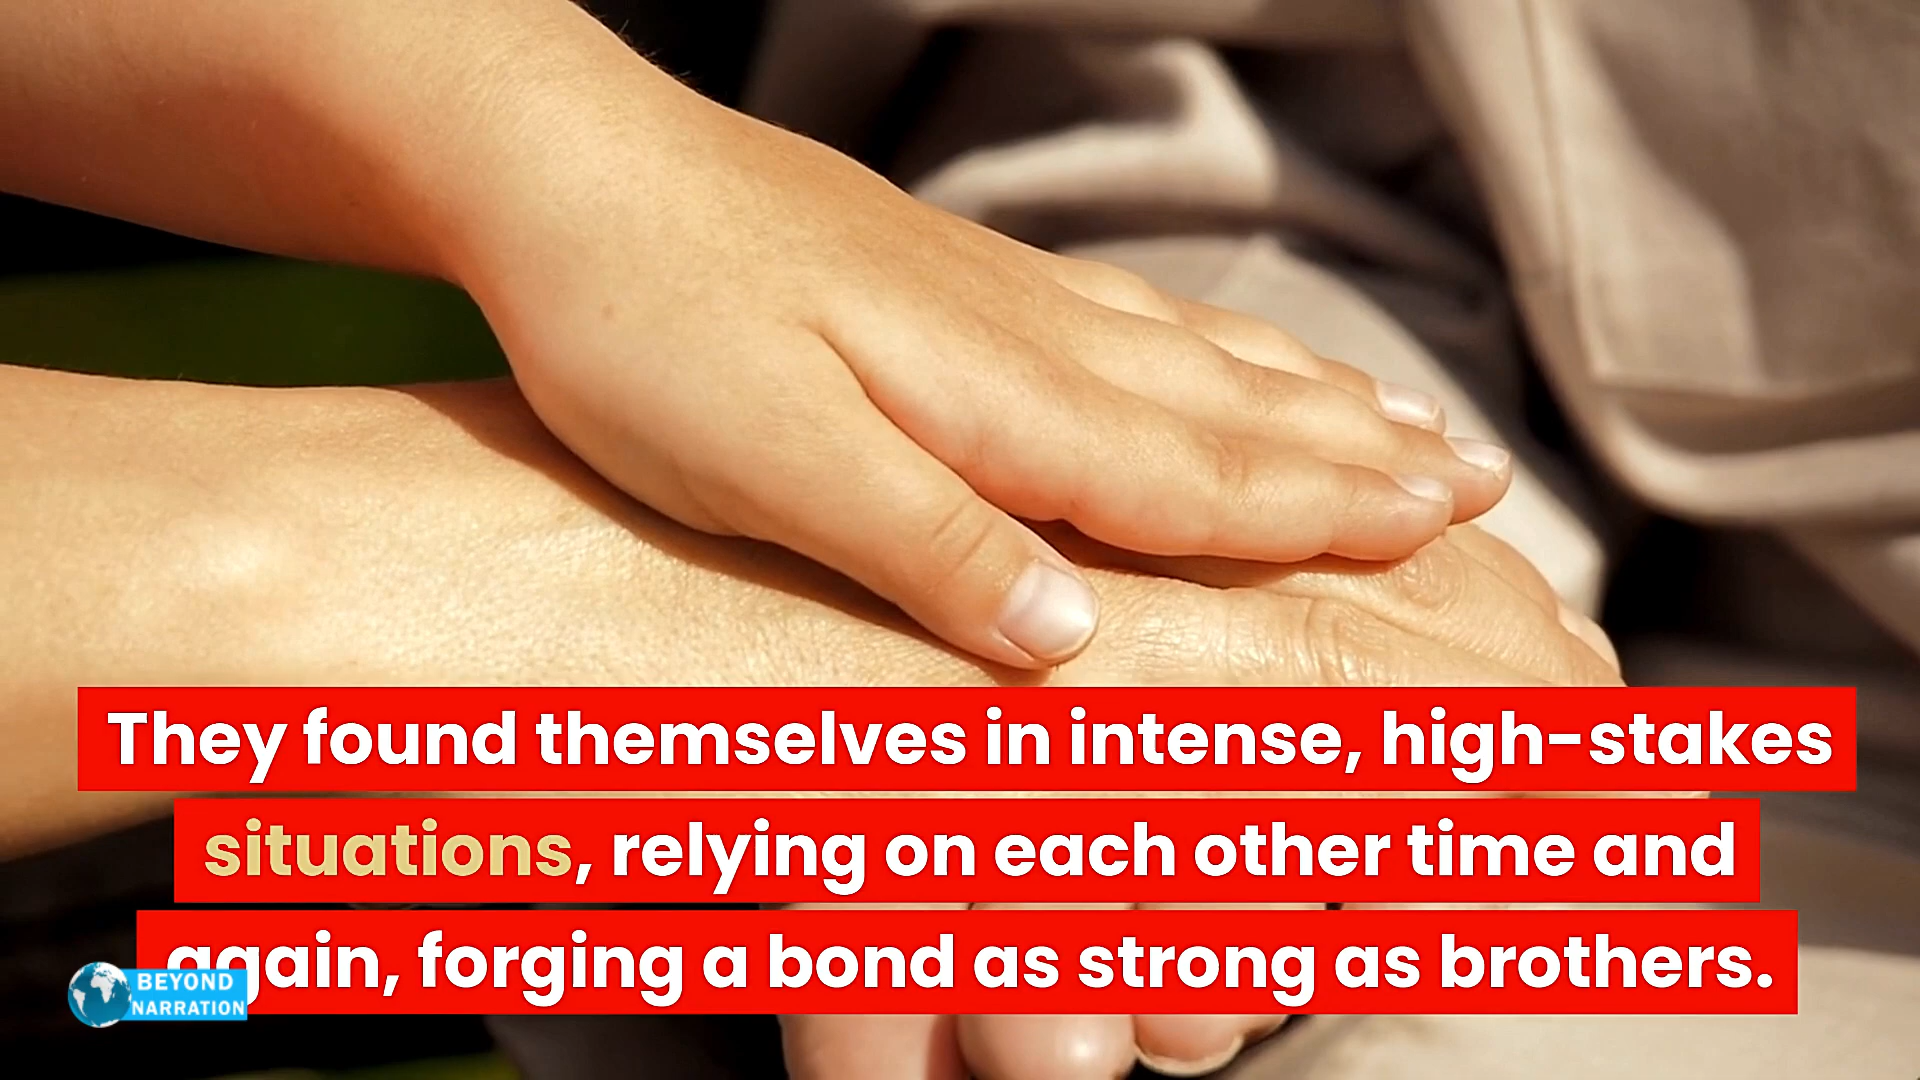 They found themselves in intense, high-stakes
situations, relying on each other time and
again, forging a bond as strong as brothers.
BEYOND
NARRATION